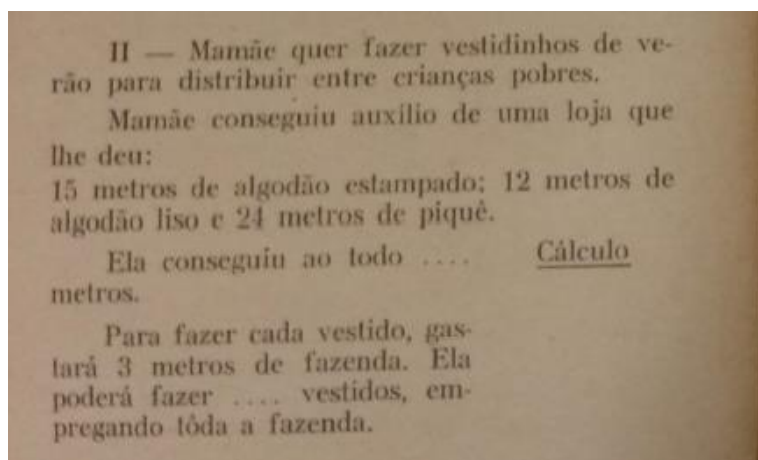 II — Mamãe quer fazer vestidinhos de ve-
rão para distribuir entre crianças pobres.
Mamãe conseguiu auxílio de uma loja que
lhe deu:
15 metros de algodão estampado; 12 metros de
algodão liso e 24 metros de piquê.
Ela conseguiu ao todo .... Cálculo
metros.
Para fazer cada vestido, gas-
tará 3 metros de fazenda. Ela
poderá fazer .... vestidos, em-
pregando tôda a fazenda.